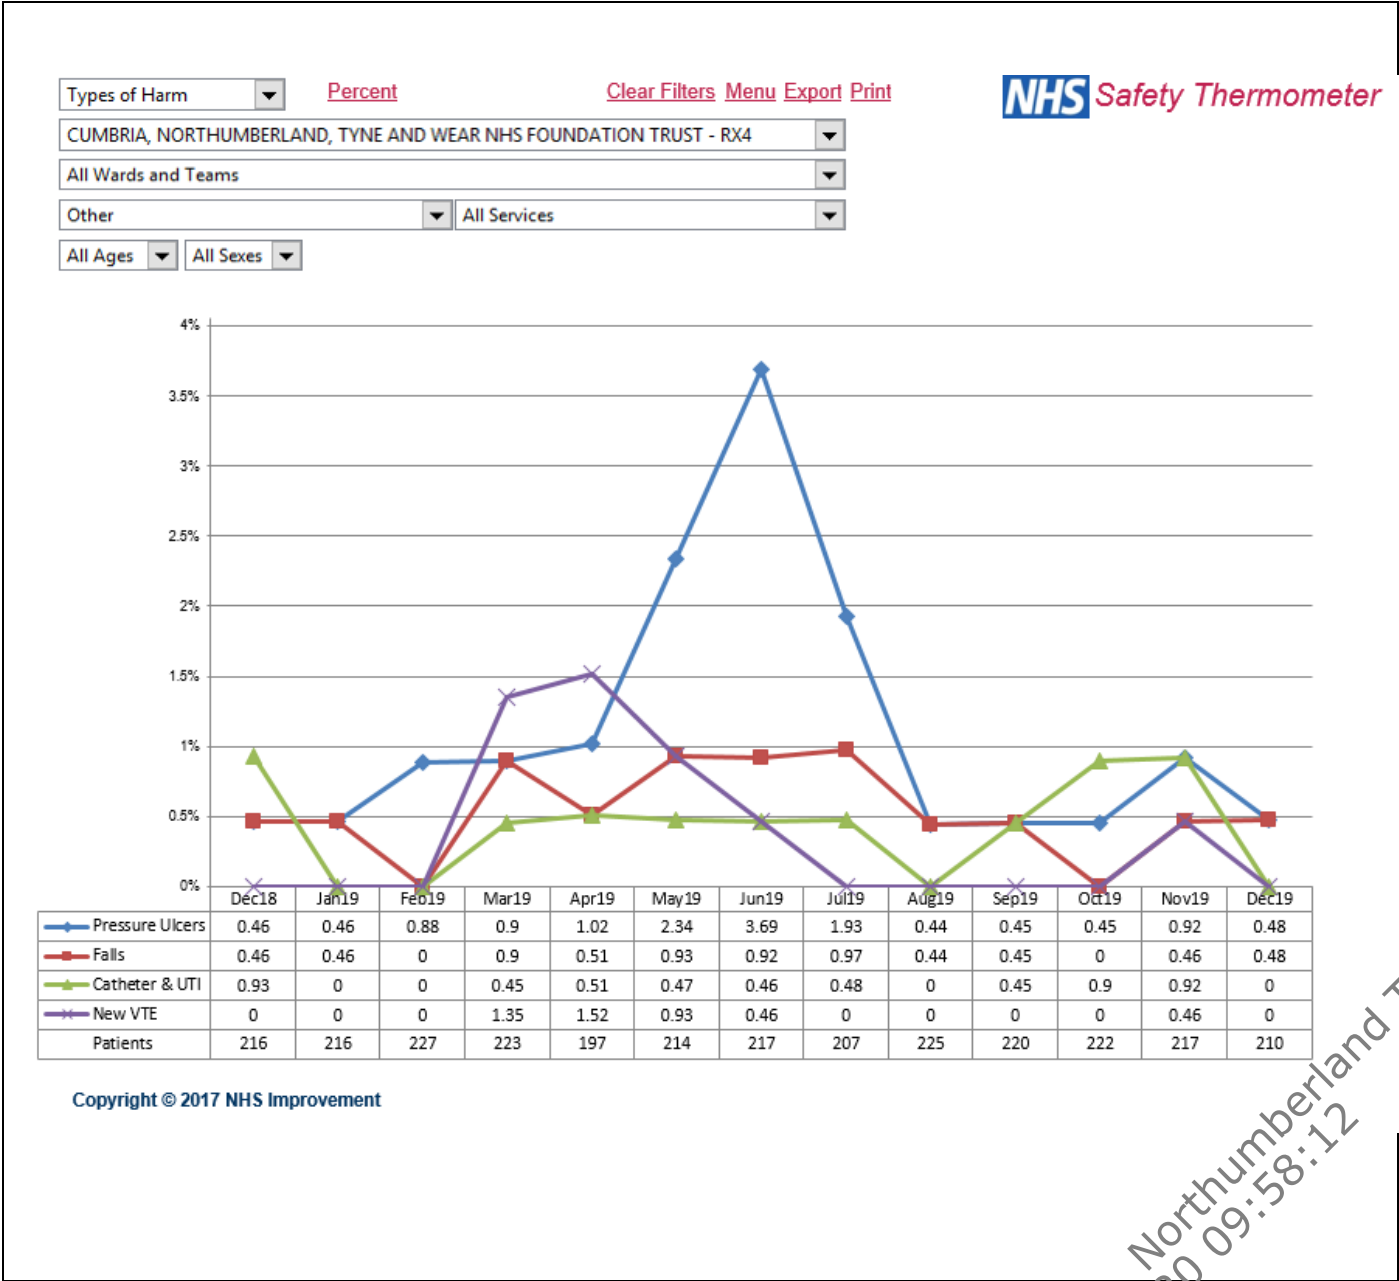 Types of Harm Percent Clear Filters Menu Export Print NHS Safety Thermometer
CUMBRIA, NORTHUMBERLAND, TYNE AND WEAR NHS FOUNDATION TRUST - RX4
All Wards and Teams
Other All Services
All Ages All Sexes
4%
3.5%
3%
2.5%
2%
1.5%
1%
0.5%
0%
Dec18 Jan19 Feb19 Mar19 Apr19 May19 Jun19 Jul19 Aug19 Sep19 Oct19 Nov19 Dec19
Pressure Ulcers 0.46 0.46 0.88 0.9 1.02 2.34 3.69 1.93 0.44 0.45 0.45 0.92 0.48
Falls 0.46 0.46 0 0.9 0.51 0.93 0.92 0.97 0.44 0.45 0 0.46 0.48
Catheter & UTI 0.93 0 0 0.45 0.51 0.47 0.46 0.48 0 0.45 0.9 0.92 0
New VTE 0 0 0 1.35 1.52 0.93 0.46 0 0 0 0 0.46 0
Patients 216 216 227 223 197 214 217 207 225 220 222 217 210
Copyright © 2017 NHS Improvement
Northumberland
09:58:12